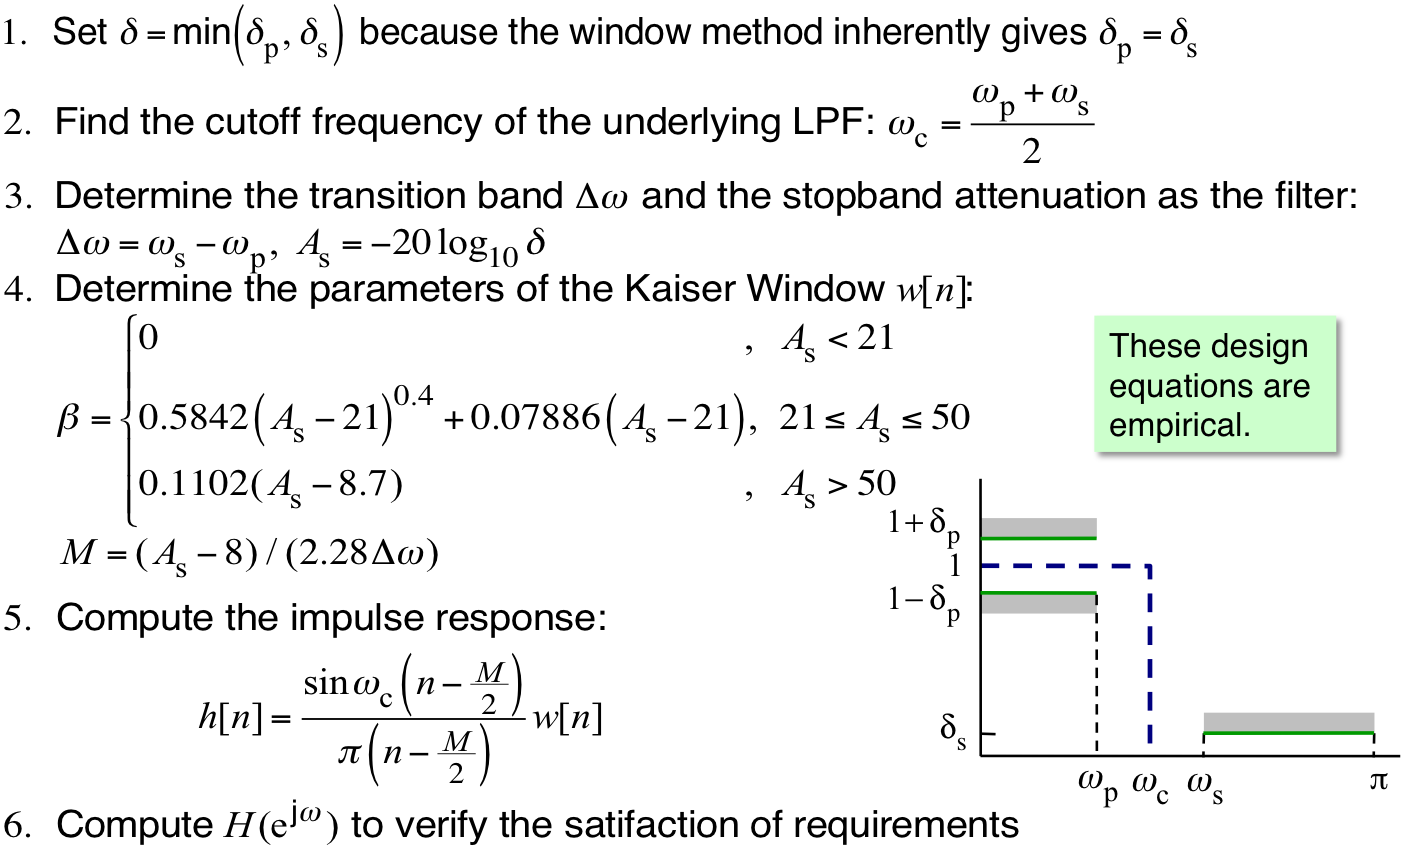 1. Set δ = min(δp, δs) because the window method inherently gives δp = δs
2. Find the cutoff frequency of the underlying LPF: ωc = (ωp + ωs) / 2
3. Determine the transition band Δω and the stopband attenuation as the filter:
Δω = ωs − ωp, As = −20 log10 δ
4. Determine the parameters of the Kaiser Window w[n]:
β = { 0 , As < 21
0.5842(As − 21)^0.4 + 0.07886(As − 21), 21 ≤ As ≤ 50
0.1102(As − 8.7) , As > 50
These design
equations are
empirical.
M = (As − 8) / (2.28Δω)
5. Compute the impulse response:
h[n] = sin ωc(n − M/2) / π(n − M/2) w[n]
1+δp
1
1−δp
δs
ωp ωc ωs π
6. Compute H(e^jω) to verify the satifaction of requirements